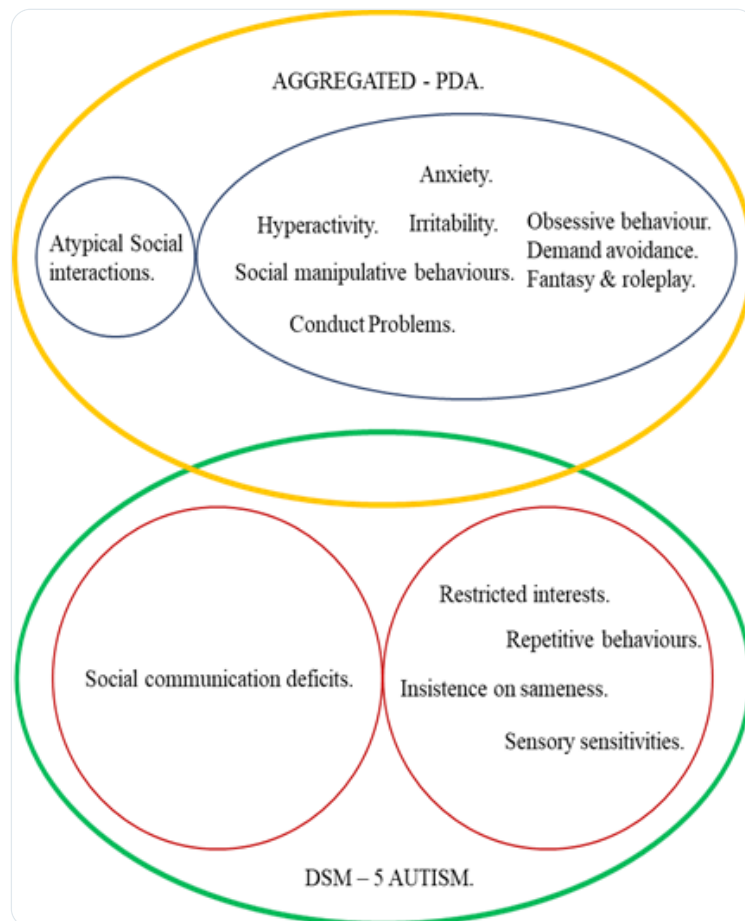 AGGREGATED - PDA.
Anxiety.
Hyperactivity.
Irritability.
Obsessive behaviour.
Demand avoidance.
Fantasy & roleplay.
Atypical Social
interactions.
Social manipulative behaviours.
Conduct Problems.
Restricted interests.
Repetitive behaviours.
Social communication deficits.
Insistence on sameness.
Sensory sensitivities.
DSM – 5 AUTISM.